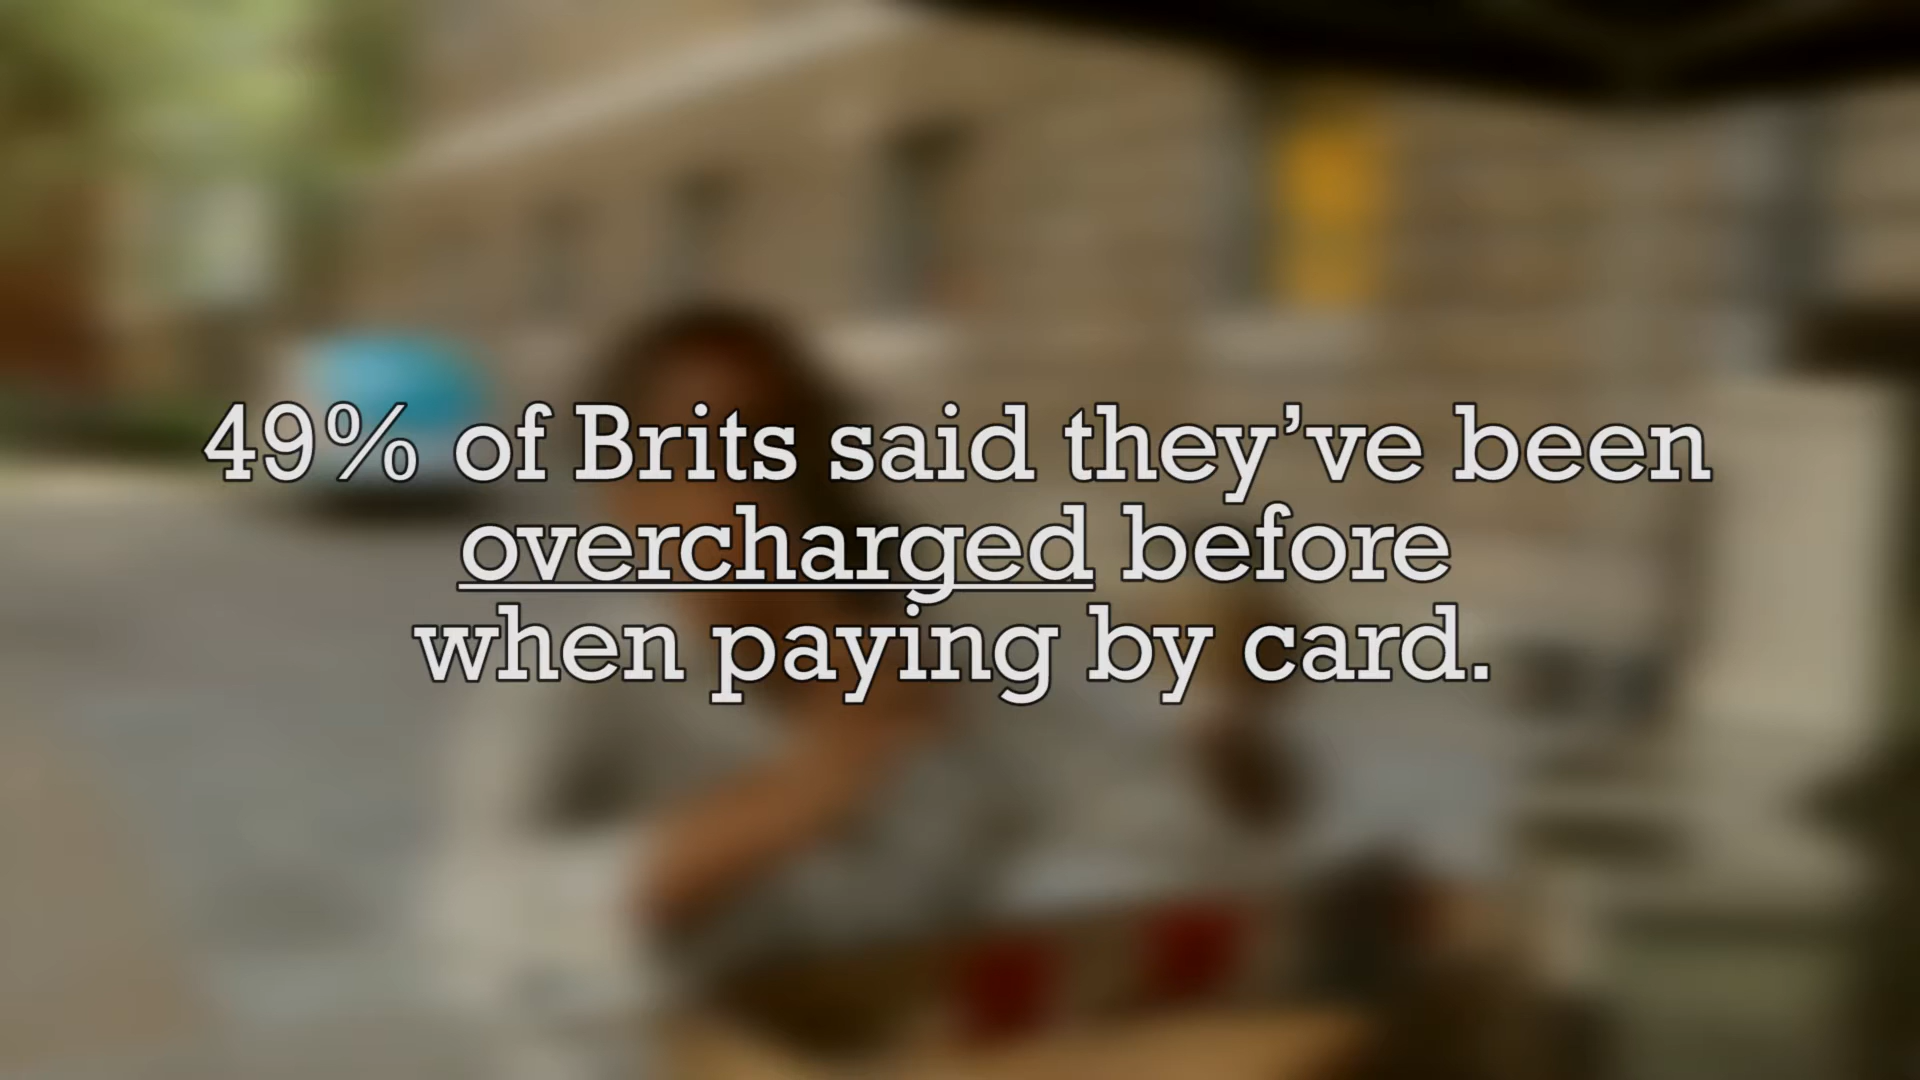 49% of Brits said they’ve been
overcharged before
when paying by card.